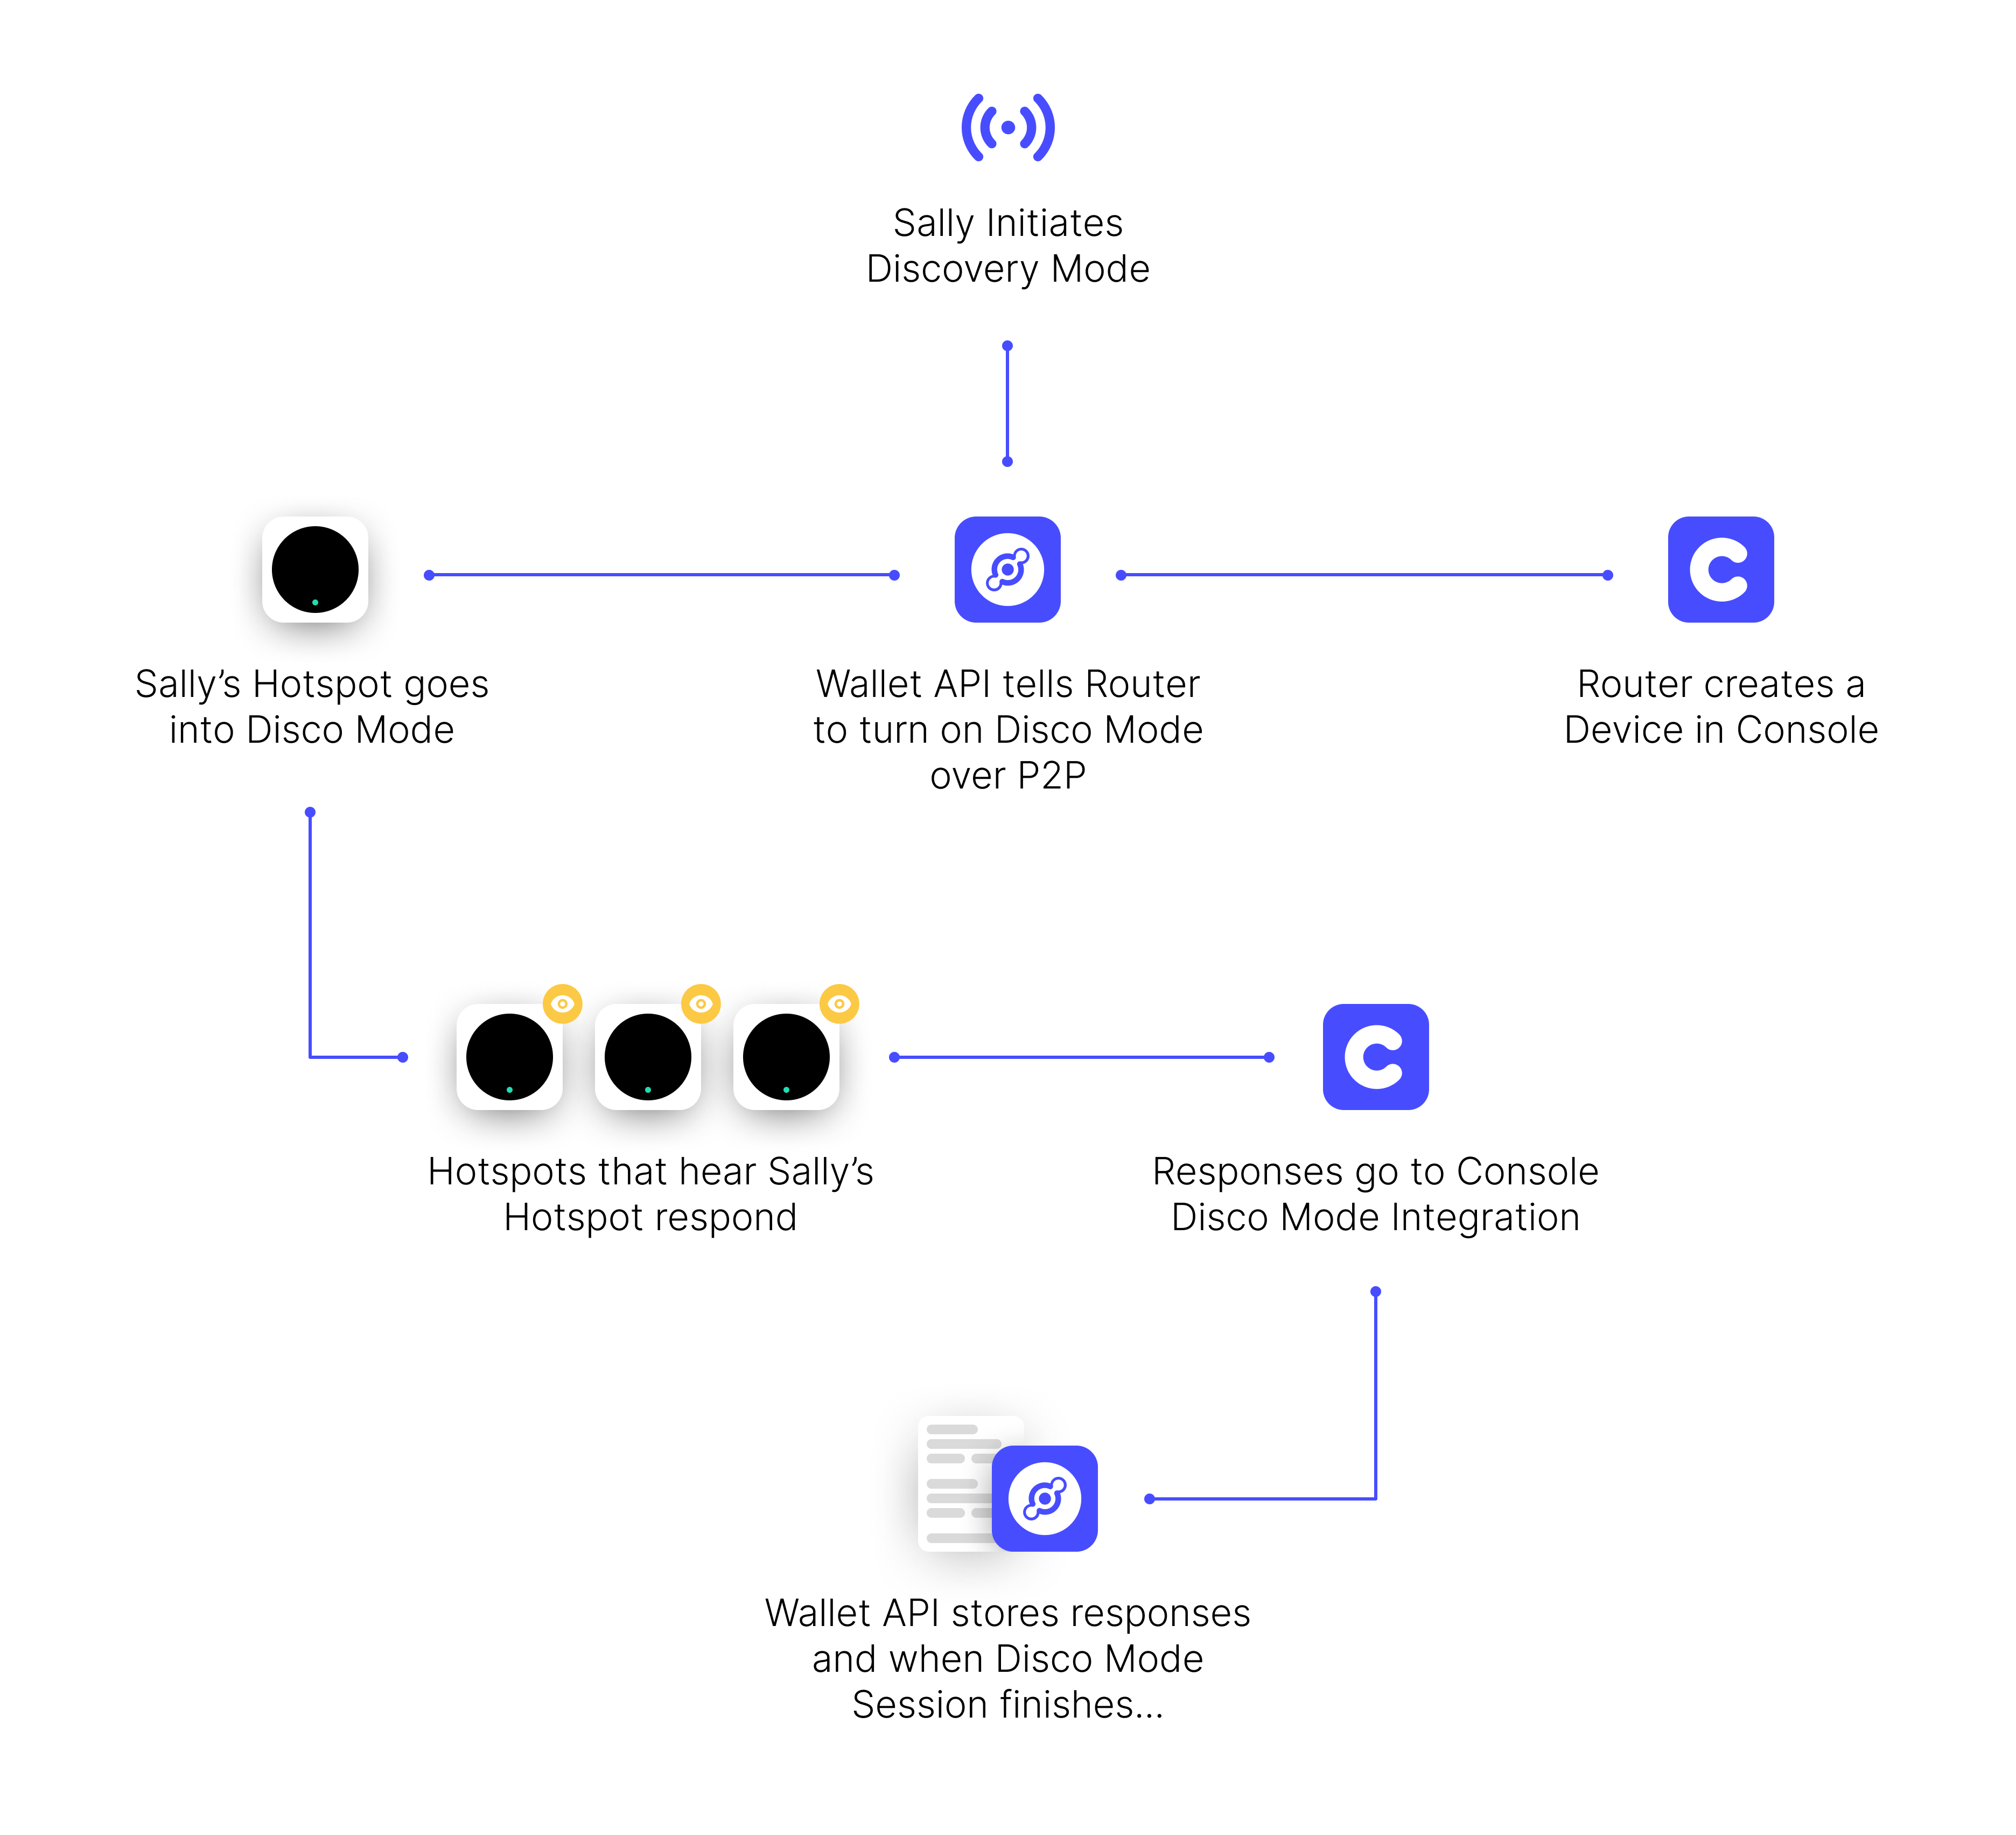 Sally Initiates
Discovery Mode
Sally’s Hotspot goes
into Disco Mode
Wallet API tells Router
to turn on Disco Mode
over P2P
Router creates a
Device in Console
Hotspots that hear Sally’s
Hotspot respond
Responses go to Console
Disco Mode Integration
Wallet API stores responses
and when Disco Mode
Session finishes...